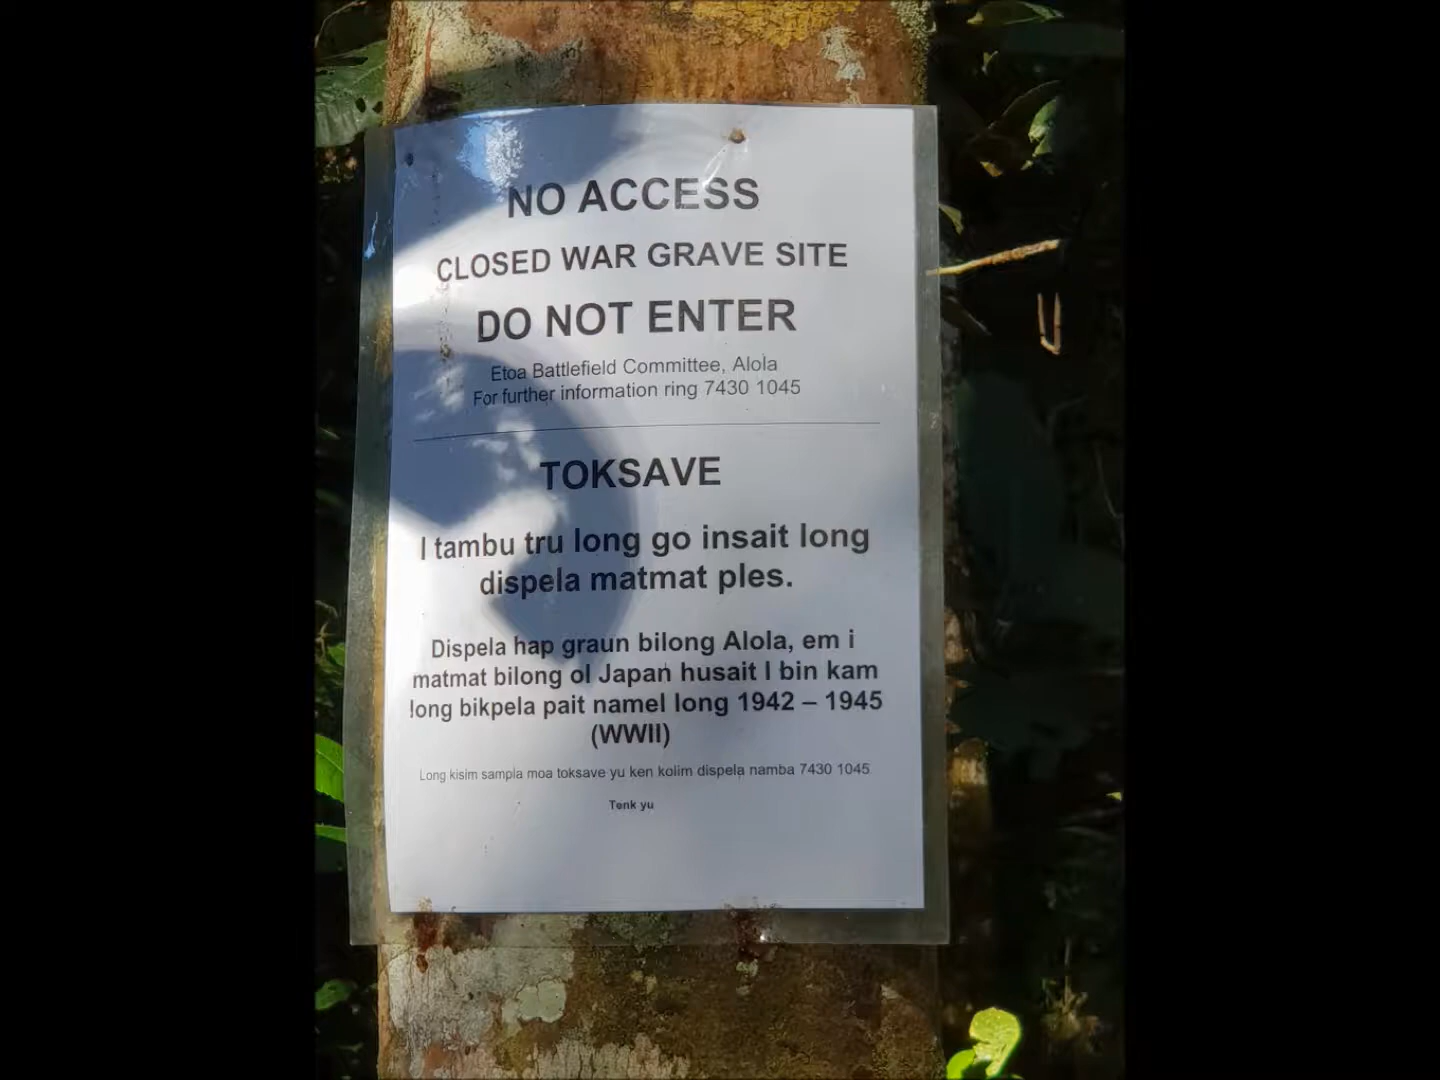 NO ACCESS
CLOSED WAR GRAVE SITE
DO NOT ENTER
Etoa Battlefield Committee, Alola
For further information ring 7430 1045
TOKSAVE
I tambu tru long go insait long
dispela matmat ples.
Dispela hap graun bilong Alola, em i
matmat bilong ol Japan husait I bin kam
long bikpela pait namel long 1942 – 1945
(WWII)
Long kisim sampla moa toksave yu ken kolim dispela namba 7430 1045
Tenk yu